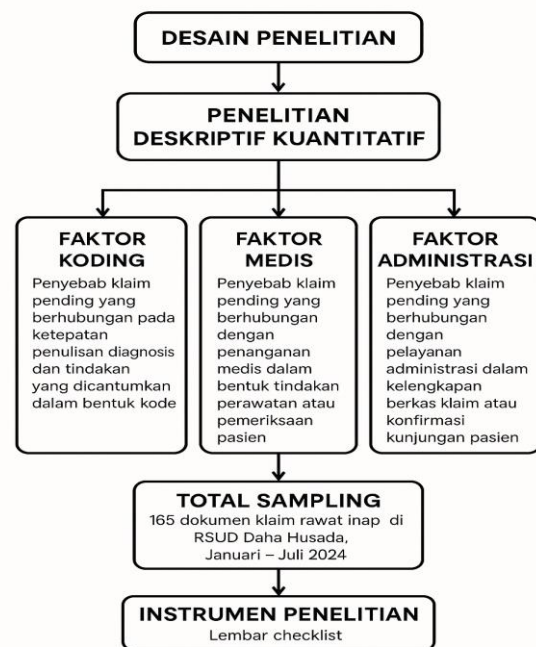 DESAIN PENELITIAN
PENELITIAN
DESKRIPTIF KUANTITATIF
FAKTOR
KODING
Penyebab klaim
pending yang
berhubungan pada
ketepatan
penulisan diagnosis
dan tindakan
yang dicantumkan
dalam bentuk kode
FAKTOR
MEDIS
Penyebab klaim
pending yang
berhubungan
dengan
penanganan
medis dalam
bentuk tindakan
perawatan atau
pemeriksaan
pasien
FAKTOR
ADMINISTRASI
Penyebab klaim
pending yang
berhubungan
dengan
pelayanan
administrasi dalam
kelengkapan
berkas klaim atau
konfirmasi
kunjungan pasien
TOTAL SAMPLING
165 dokumen klaim rawat inap di
RSUD Daha Husada,
Januari – Juli 2024
INSTRUMEN PENELITIAN
Lembar checklist